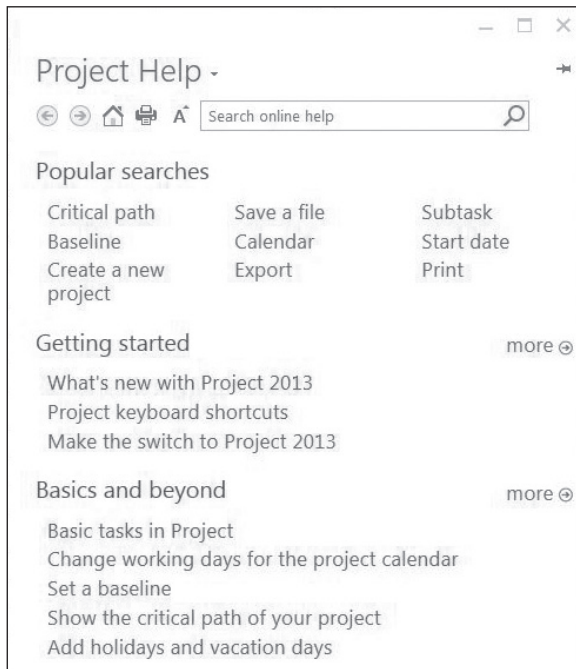 Project Help
Search online help
Popular searches
Critical path
Save a file
Subtask
Baseline
Calendar
Start date
Create a new
project
Export
Print
Getting started
more
What's new with Project 2013
Project keyboard shortcuts
Make the switch to Project 2013
Basics and beyond
more
Basic tasks in Project
Change working days for the project calendar
Set a baseline
Show the critical path of your project
Add holidays and vacation days